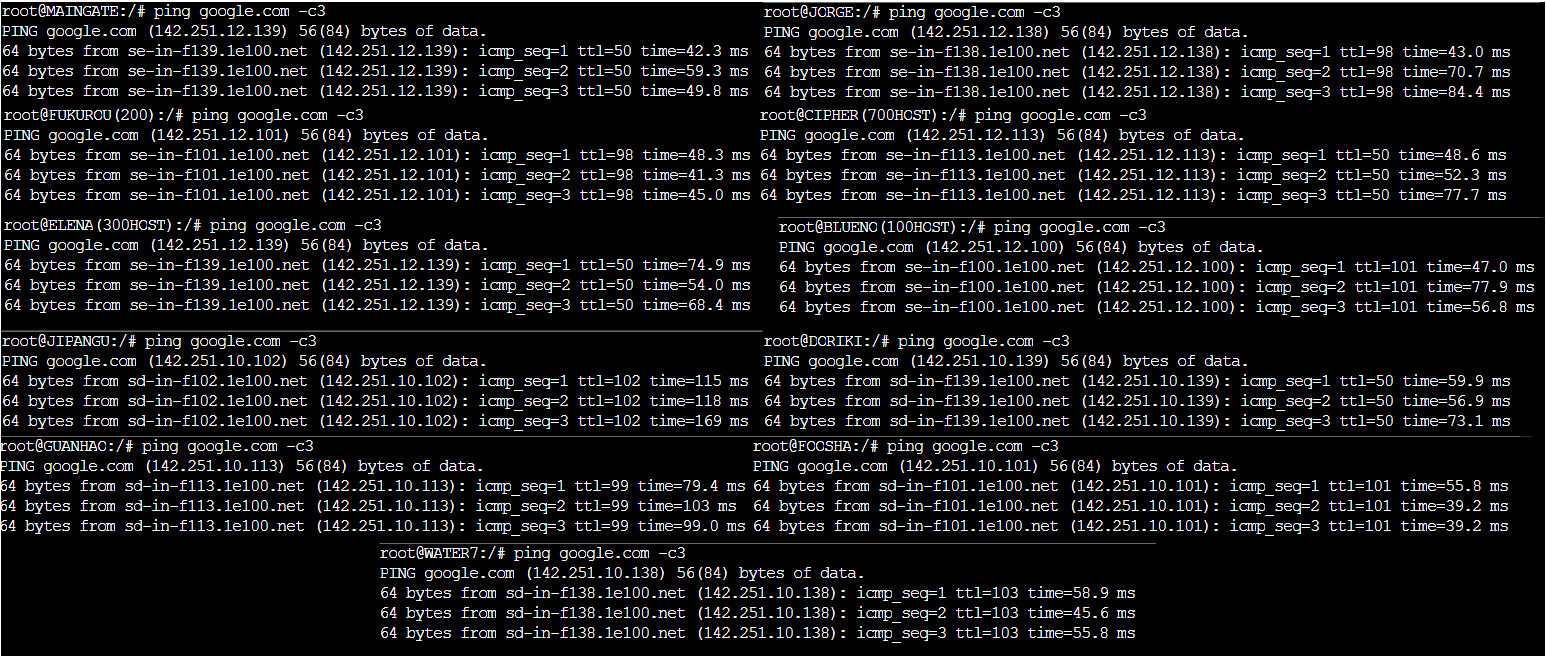 root@MAINGATE:/# ping google.com -c3
PING google.com (142.251.12.139) 56(84) bytes of data.
64 bytes from se-in-f139.1e100.net (142.251.12.139): icmp_seq=1 ttl=50 time=42.3 ms
64 bytes from se-in-f139.1e100.net (142.251.12.139): icmp_seq=2 ttl=50 time=59.3 ms
64 bytes from se-in-f139.1e100.net (142.251.12.139): icmp_seq=3 ttl=50 time=49.8 ms
root@JORGE:/# ping google.com -c3
PING google.com (142.251.12.138) 56(84) bytes of data.
64 bytes from se-in-f138.1e100.net (142.251.12.138): icmp_seq=1 ttl=98 time=43.0 ms
64 bytes from se-in-f138.1e100.net (142.251.12.138): icmp_seq=2 ttl=98 time=70.7 ms
64 bytes from se-in-f138.1e100.net (142.251.12.138): icmp_seq=3 ttl=98 time=84.4 ms
root@FUKUROU(200):/# ping google.com -c3
PING google.com (142.251.12.101) 56(84) bytes of data.
64 bytes from se-in-f101.1e100.net (142.251.12.101): icmp_seq=1 ttl=98 time=48.3 ms
64 bytes from se-in-f101.1e100.net (142.251.12.101): icmp_seq=2 ttl=98 time=41.3 ms
64 bytes from se-in-f101.1e100.net (142.251.12.101): icmp_seq=3 ttl=98 time=45.0 ms
root@CIPHER(700HOST):/# ping google.com -c3
PING google.com (142.251.12.113) 56(84) bytes of data.
64 bytes from se-in-f113.1e100.net (142.251.12.113): icmp_seq=1 ttl=50 time=48.6 ms
64 bytes from se-in-f113.1e100.net (142.251.12.113): icmp_seq=2 ttl=50 time=52.3 ms
64 bytes from se-in-f113.1e100.net (142.251.12.113): icmp_seq=3 ttl=50 time=77.7 ms
root@ELENA(300HOST):/# ping google.com -c3
PING google.com (142.251.12.139) 56(84) bytes of data.
64 bytes from se-in-f139.1e100.net (142.251.12.139): icmp_seq=1 ttl=50 time=74.9 ms
64 bytes from se-in-f139.1e100.net (142.251.12.139): icmp_seq=2 ttl=50 time=54.0 ms
64 bytes from se-in-f139.1e100.net (142.251.12.139): icmp_seq=3 ttl=50 time=68.4 ms
root@BLUENO(100HOST):/# ping google.com -c3
PING google.com (142.251.12.100) 56(84) bytes of data.
64 bytes from se-in-f100.1e100.net (142.251.12.100): icmp_seq=1 ttl=101 time=47.0 ms
64 bytes from se-in-f100.1e100.net (142.251.12.100): icmp_seq=2 ttl=101 time=77.9 ms
64 bytes from se-in-f100.1e100.net (142.251.12.100): icmp_seq=3 ttl=101 time=56.8 ms
root@JIPANGU:/# ping google.com -c3
PING google.com (142.251.10.102) 56(84) bytes of data.
64 bytes from sd-in-f102.1e100.net (142.251.10.102): icmp_seq=1 ttl=102 time=115 ms
64 bytes from sd-in-f102.1e100.net (142.251.10.102): icmp_seq=2 ttl=102 time=118 ms
64 bytes from sd-in-f102.1e100.net (142.251.10.102): icmp_seq=3 ttl=102 time=169 ms
root@DORIKI:/# ping google.com -c3
PING google.com (142.251.10.139) 56(84) bytes of data.
64 bytes from sd-in-f139.1e100.net (142.251.10.139): icmp_seq=1 ttl=50 time=59.9 ms
64 bytes from sd-in-f139.1e100.net (142.251.10.139): icmp_seq=2 ttl=50 time=56.9 ms
64 bytes from sd-in-f139.1e100.net (142.251.10.139): icmp_seq=3 ttl=50 time=73.1 ms
root@GUANHAO:/# ping google.com -c3
PING google.com (142.251.10.113) 56(84) bytes of data.
64 bytes from sd-in-f113.1e100.net (142.251.10.113): icmp_seq=1 ttl=99 time=79.4 ms
64 bytes from sd-in-f113.1e100.net (142.251.10.113): icmp_seq=2 ttl=99 time=103 ms
64 bytes from sd-in-f113.1e100.net (142.251.10.113): icmp_seq=3 ttl=99 time=99.0 ms
root@FOOSHA:/# ping google.com -c3
PING google.com (142.251.10.101) 56(84) bytes of data.
64 bytes from sd-in-f101.1e100.net (142.251.10.101): icmp_seq=1 ttl=101 time=55.8 ms
64 bytes from sd-in-f101.1e100.net (142.251.10.101): icmp_seq=2 ttl=101 time=39.2 ms
64 bytes from sd-in-f101.1e100.net (142.251.10.101): icmp_seq=3 ttl=101 time=39.2 ms
root@WATER7:/# ping google.com -c3
PING google.com (142.251.10.138) 56(84) bytes of data.
64 bytes from sd-in-f138.1e100.net (142.251.10.138): icmp_seq=1 ttl=103 time=58.9 ms
64 bytes from sd-in-f138.1e100.net (142.251.10.138): icmp_seq=2 ttl=103 time=45.6 ms
64 bytes from sd-in-f138.1e100.net (142.251.10.138): icmp_seq=3 ttl=103 time=55.8 ms